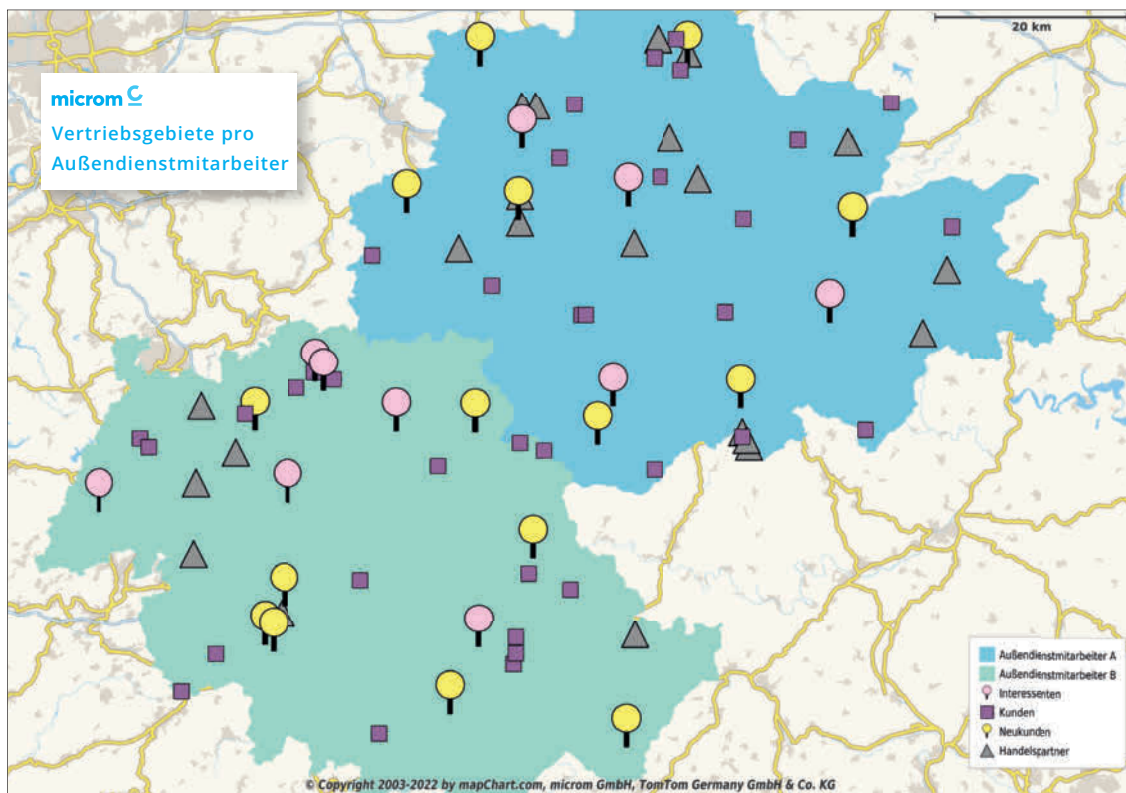 20 km
microm
Vertriebsgebiete pro
Außendienstmitarbeiter
Außendienstmitarbeiter A
Außendienstmitarbeiter B
Interessenten
Kunden
Neukunden
Handelspartner
© Copyright 2003-2022 by mapChart.com, microm GmbH, TomTom Germany GmbH & Co. KG